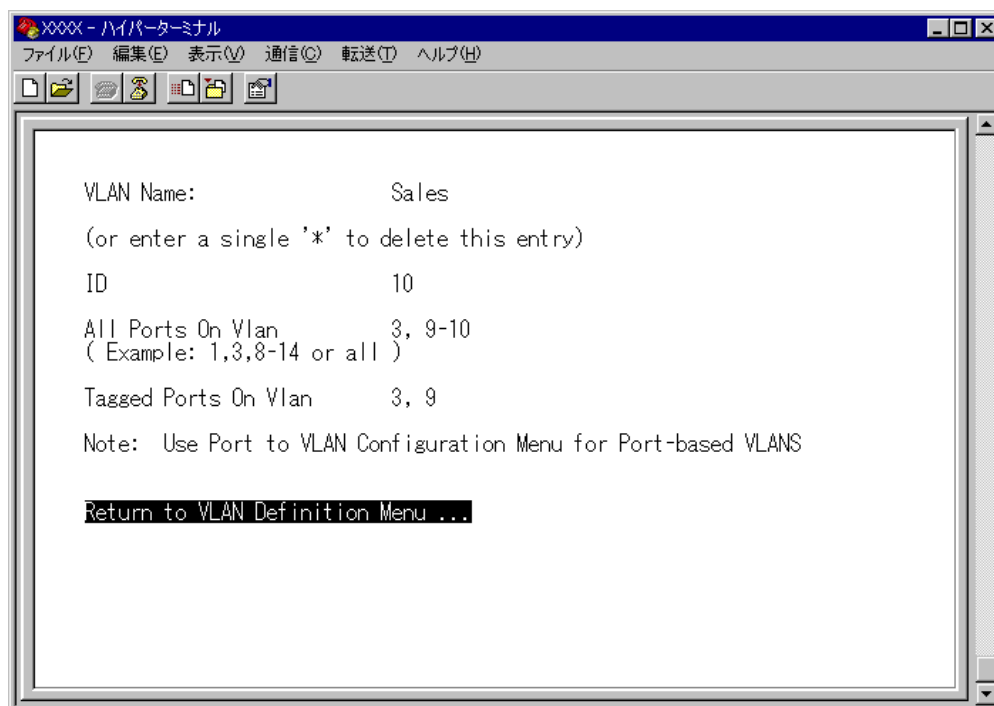 XXXX - ハイパーターミナル
ファイル(F) 編集(E) 表示(V) 通信(C) 転送(T) ヘルプ(H)
VLAN Name: Sales
(or enter a single '*' to delete this entry)
ID 10
All Ports On Vlan 3, 9-10
( Example: 1,3,8-14 or all )
Tagged Ports On Vlan 3, 9
Note: Use Port to VLAN Configuration Menu for Port-based VLANS
Return to VLAN Definition Menu ...